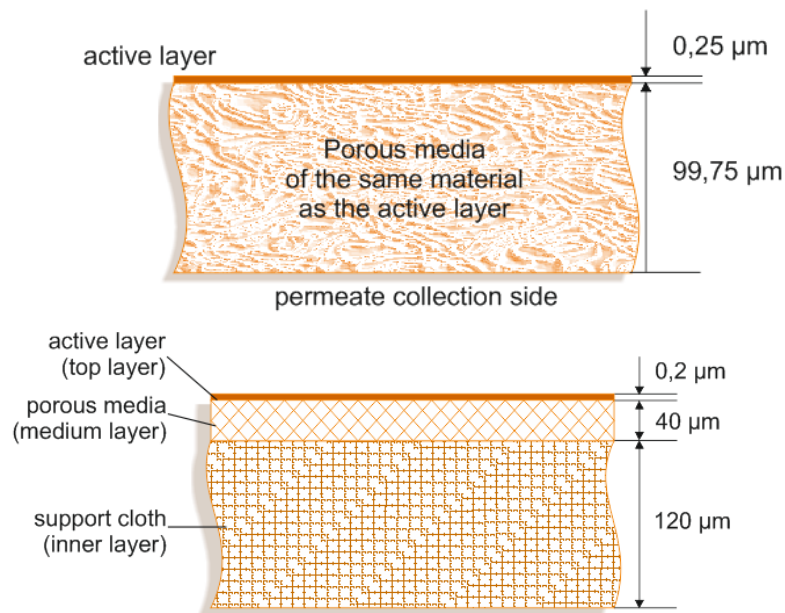 active layer
0,25 µm
Porous media
of the same material
as the active layer
99,75 µm
permeate collection side
active layer
(top layer)
0,2 µm
porous media
(medium layer)
40 µm
support cloth
(inner layer)
120 µm